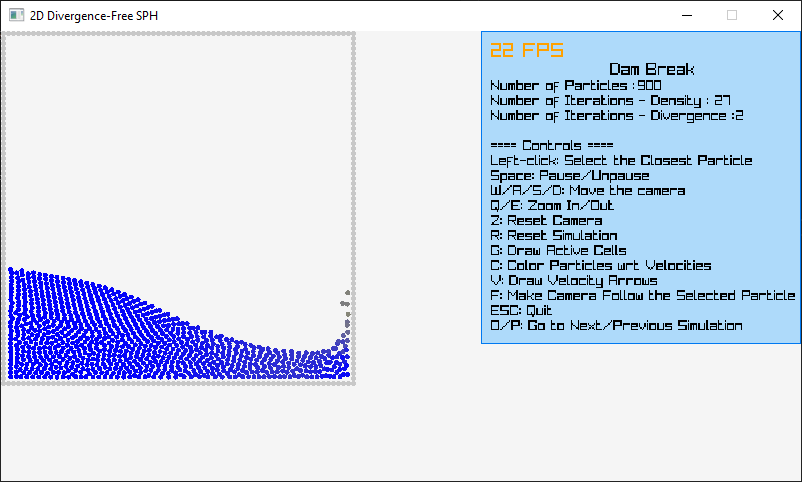 2D Divergence-Free SPH
22 FPS
Dam Break
Number of Particles :900
Number of Iterations - Density : 27
Number of Iterations - Divergence :2
==== Controls ====
Left-click: Select the Closest Particle
Space: Pause/Unpause
W/A/S/D: Move the camera
Q/E: Zoom In/Out
Z: Reset Camera
R: Reset Simulation
G: Draw Active Cells
C: Color Particles wrt Velocities
V: Draw Velocity Arrows
F: Make Camera Follow the Selected Particle
ESC: Quit
O/P: Go to Next/Previous Simulation